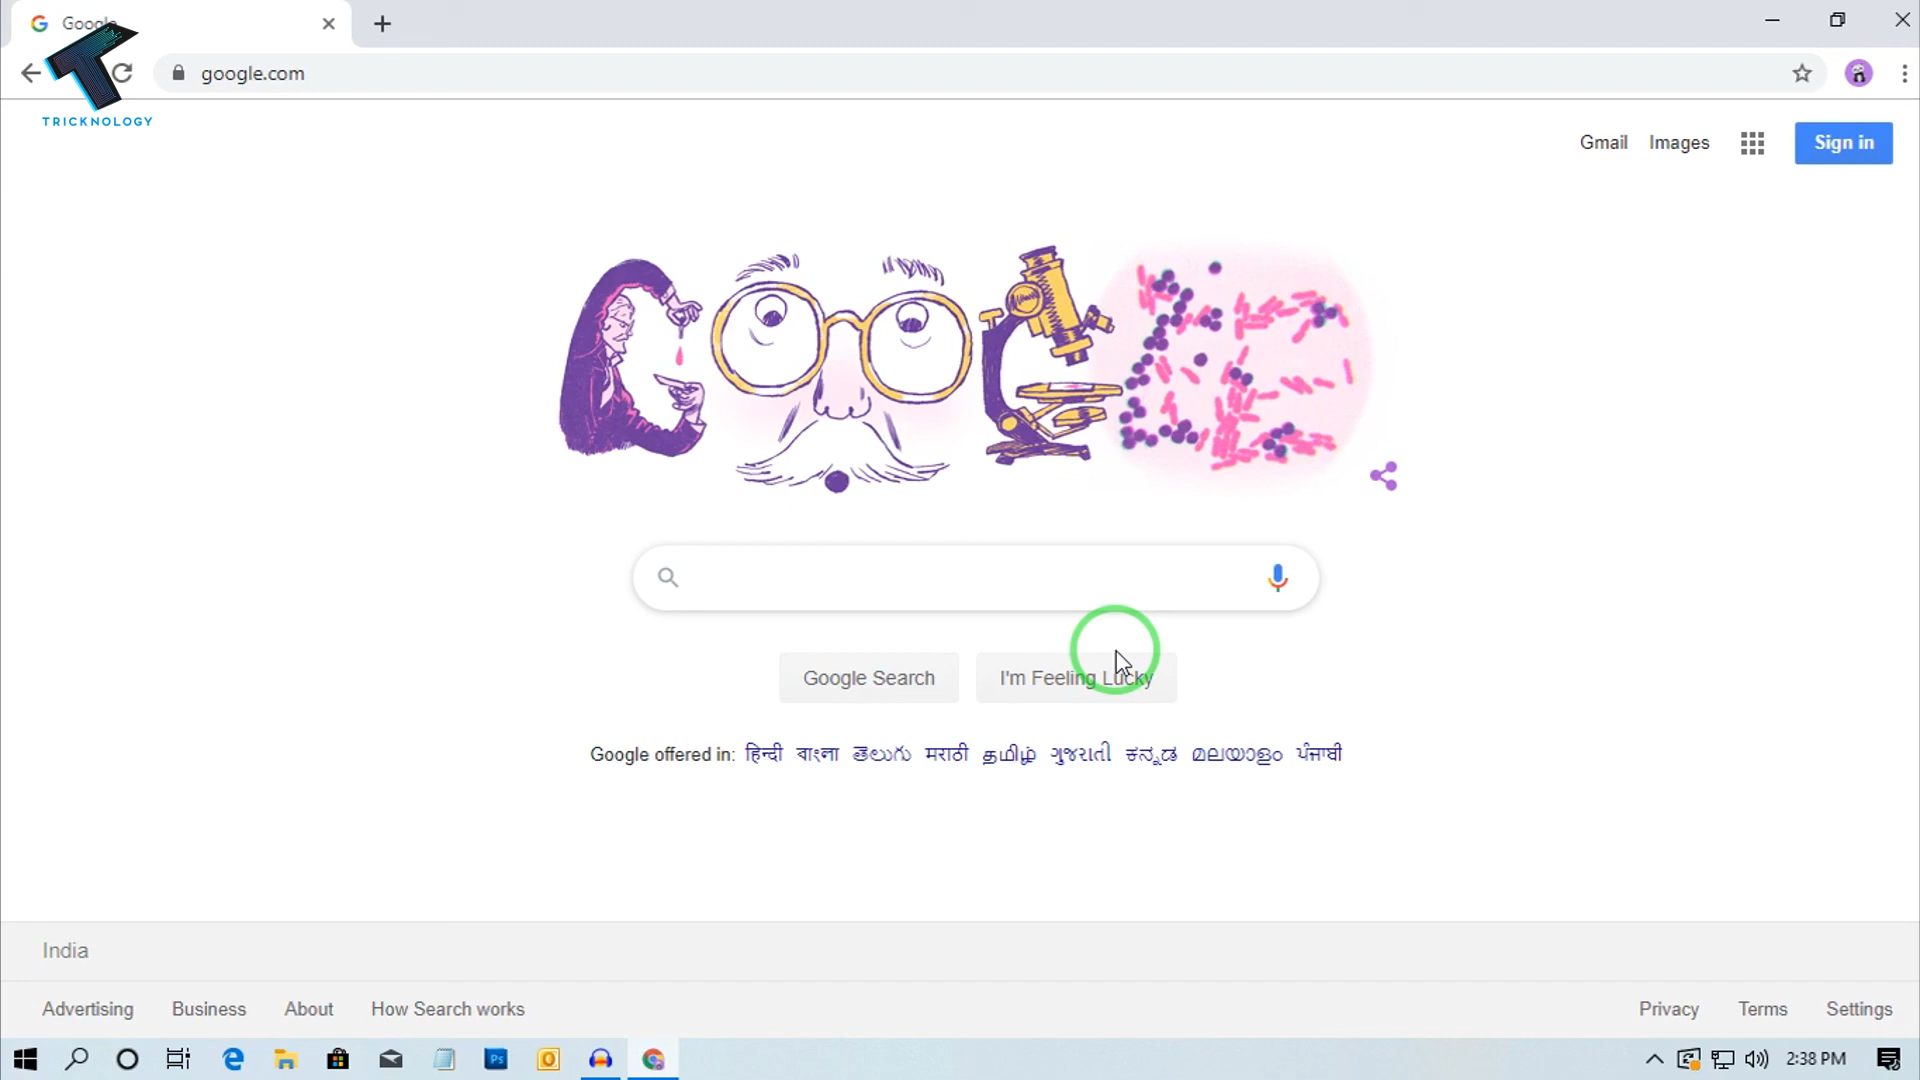 Google
google.com
TRICKNOLOGY
Gmail Images Sign in
Google Search I'm Feeling Lucky
Google offered in: हिन्दी বাংলা తెలుగు मराठी தமிழ் ગુજરાતી ಕನ್ನಡ മലയാളം ਪੰਜਾਬੀ
India
Advertising Business About How Search works Privacy Terms Settings
2:38 PM